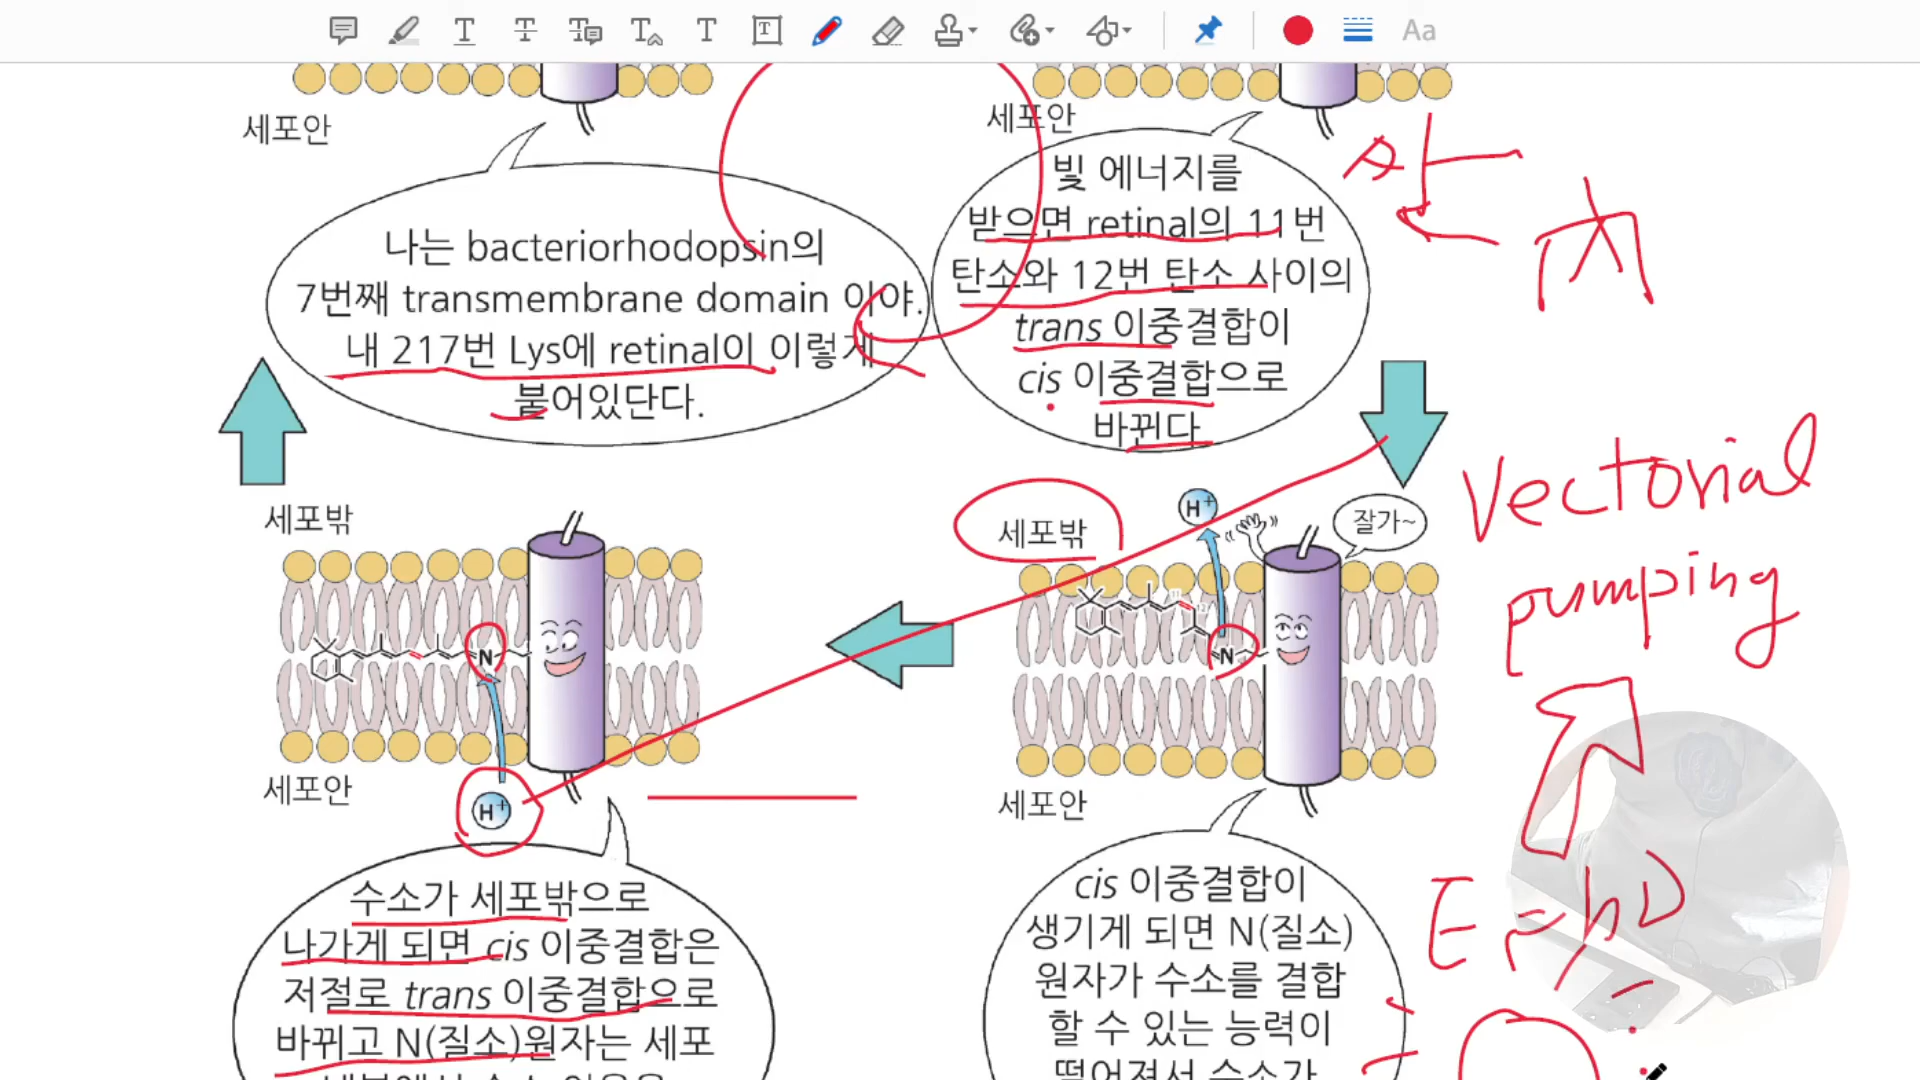 세포안
세포안
나는 bacteriorhodopsin의
7번째 transmembrane domain 이야.
내 217번 Lys에 retinal이 이렇게
붙어있단다.
빛 에너지를
받으면 retinal의 11번
탄소와 12번 탄소 사이의
trans 이중결합이
cis 이중결합으로
바뀐다
Vectorial
pumping
세포밖
N
세포안
H+
세포밖
H+
잘가~
11
12
N
세포안
수소가 세포밖으로
나가게 되면 cis 이중결합은
저절로 trans 이중결합으로
바뀌고 N(질소)원자는 세포
cis 이중결합이
생기게 되면 N(질소)
원자가 수소를 결합
할 수 있는 능력이
떨어져서 수소가